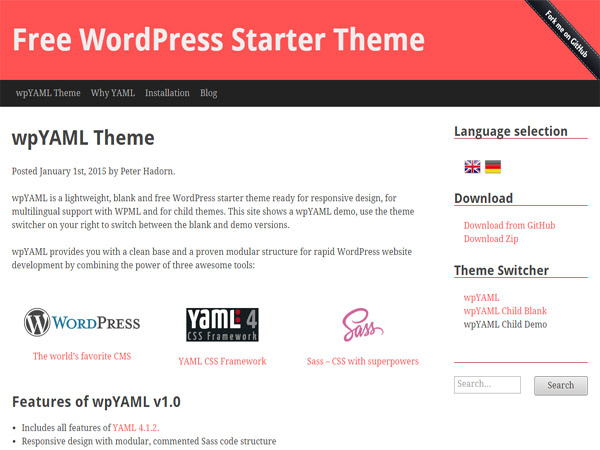 Free WordPress Starter Theme
Fork me on GitHub
wpYAML Theme Why YAML Installation Blog
wpYAML Theme
Posted January 1st, 2015 by Peter Hadorn.
wpYAML is a lightweight, blank and free WordPress starter theme ready for responsive design, for
multilingual support with WPML and for child themes. This site shows a wpYAML demo, use the theme
switcher on your right to switch between the blank and demo versions.
wpYAML provides you with a clean base and a proven modular structure for rapid WordPress website
development by combining the power of three awesome tools:
WORDPRESS
The world's favorite CMS
YAML 4
CSS Framework
YAML CSS Framework
Sass
Sass – CSS with superpowers
Features of wpYAML v1.0
• Includes all features of YAML 4.1.2.
• Responsive design with modular, commented Sass code structure
Language selection
Download
Download from GitHub
Download Zip
Theme Switcher
wpYAML
wpYAML Child Blank
wpYAML Child Demo
Search...
Search